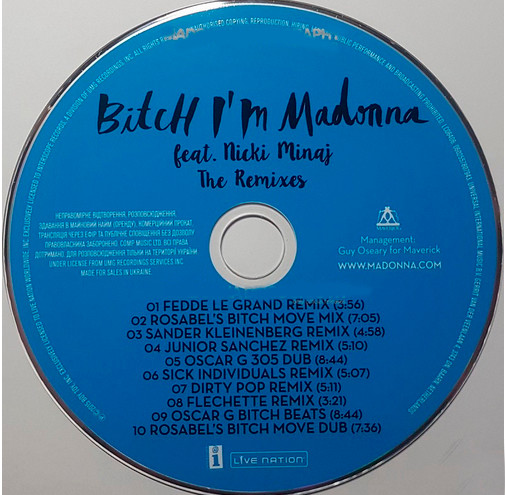 BitcH I'm Madonna
feat. Nicki Minaj
The Remixes
НЕПРАВОМІРНЕ ВІДТВОРЕННЯ, РОЗПОВСЮДЖЕННЯ,
ЗДАВАННЯ В МАЙНОВИЙ НАЙМ (ОРЕНДУ), КОМЕРЦІЙНИЙ ПРОКАТ,
ТРАНСЛЯЦІЯ ЧЕРЕЗ ЕФІР ТА ПУБЛІЧНЕ СПОВІЩЕННЯ БЕЗ ДОЗВОЛУ
ПРАВОВЛАСНИКА ЗАБОРОНЕНО. COMP MUSIC LTD. ВСІ ПРАВА
ДОТРИМАНО. ДЛЯ РОЗПОВСЮДЖЕННЯ ТІЛЬКИ НА ТЕРИТОРІЇ УКРАЇНИ
UNDER LICENSE FROM UMG RECORDINGS SERVICES INC.
MADE FOR SALES IN UKRAINE.
MAVERICK
Management:
Guy Oseary for Maverick
WWW.MADONNA.COM
01 FEDDE LE GRAND REMIX (3:56)
02 ROSABEL'S BITCH MOVE MIX (7:05)
03 SANDER KLEINENBERG REMIX (4:58)
04 JUNIOR SANCHEZ REMIX (5:10)
05 OSCAR G 305 DUB (8:44)
06 SICK INDIVIDUALS REMIX (5:07)
07 DIRTY POP REMIX (5:11)
08 FLECHETTE REMIX (3:21)
09 OSCAR G BITCH BEATS (8:44)
10 ROSABEL'S BITCH MOVE DUB (7:36)
i
LIVE NATION